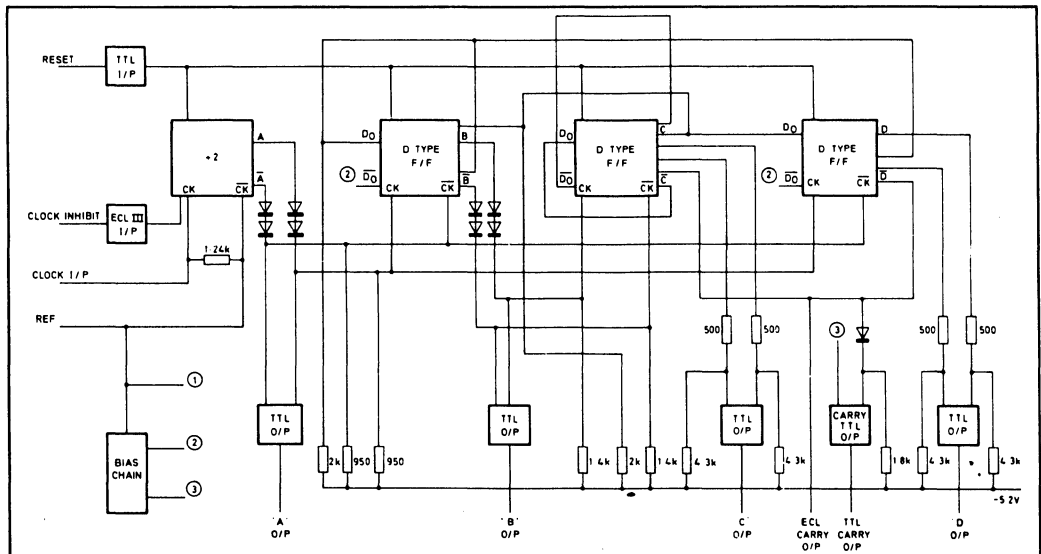 RESET
TTL
I/P
÷2
A
A̅
CK
C̅K̅
CLOCK INHIBIT
ECL III
I/P
1·24k
CLOCK I/P
REF
1
BIAS
CHAIN
2
3
D0
D̅0̅
2
D TYPE
F/F
B
B̅
CK
C̅K̅
D0
D̅0̅
D TYPE
F/F
C̅
C̅
CK
C̅K̅
D0
D̅0̅
2
D TYPE
F/F
D
D̅
CK
C̅K̅
500
500
3
500
500
TTL
O/P
TTL
O/P
TTL
O/P
CARRY
TTL
O/P
TTL
O/P
2k
950
950
1·4k
2k
1·4k
4·3k
4·3k
1·8k
4·3k
4·3k
-5·2V
'A'
O/P
'B'
O/P
'C'
O/P
ECL
CARRY
O/P
TTL
CARRY
O/P
'D'
O/P